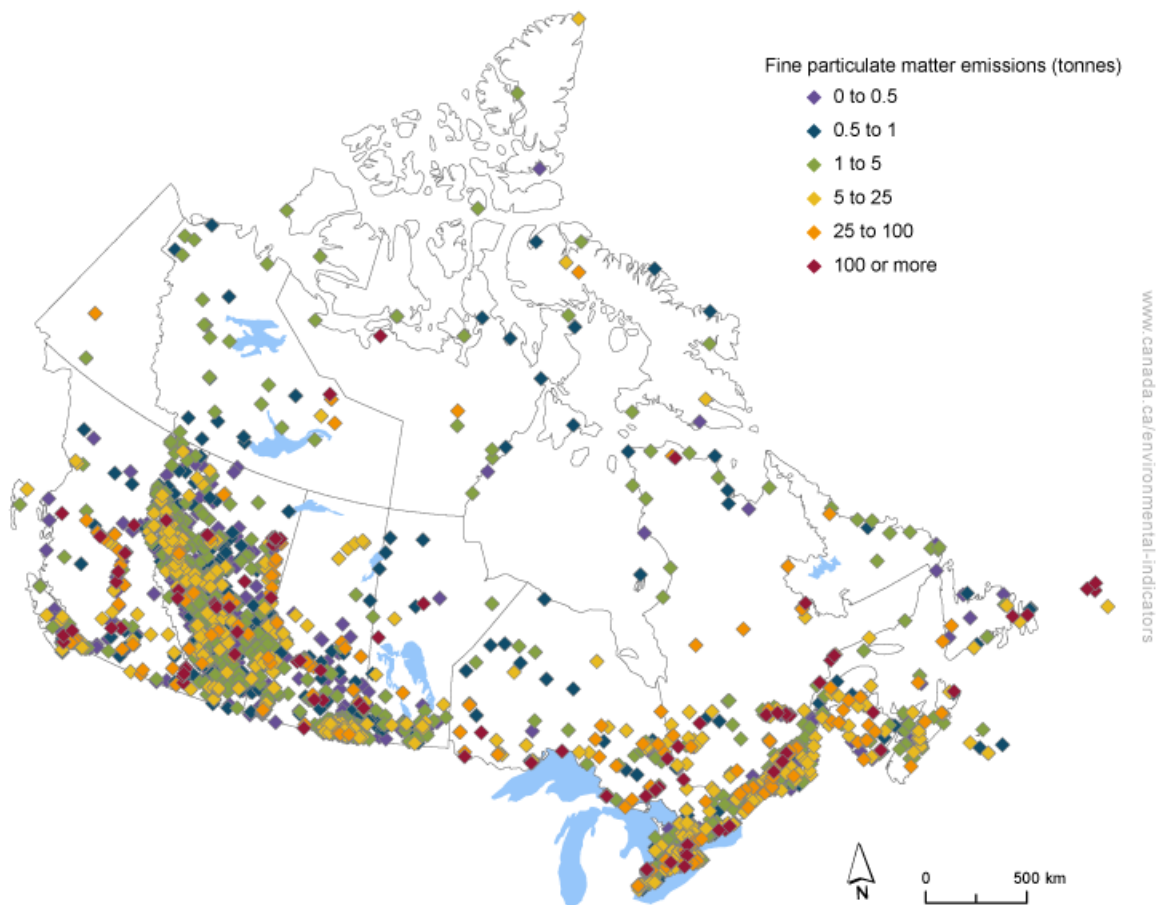 Fine particulate matter emissions (tonnes)
0 to 0.5
0.5 to 1
1 to 5
5 to 25
25 to 100
100 or more
www.canada.ca/environmental-indicators
N
0 500 km